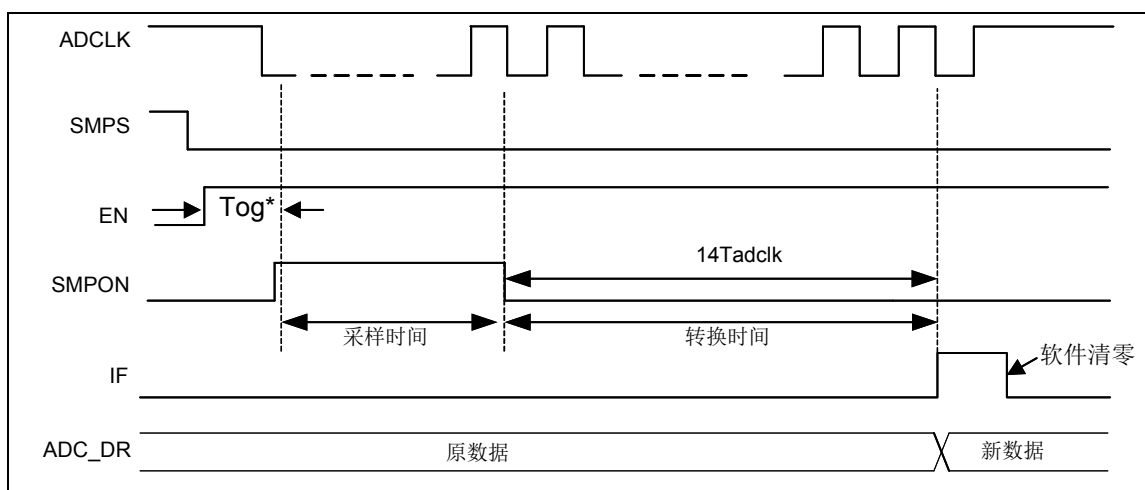 ADCLK
SMPS
EN
Tog*
SMPON
14Tadclk
采样时间
转换时间
IF
软件清零
ADC_DR
原数据
新数据